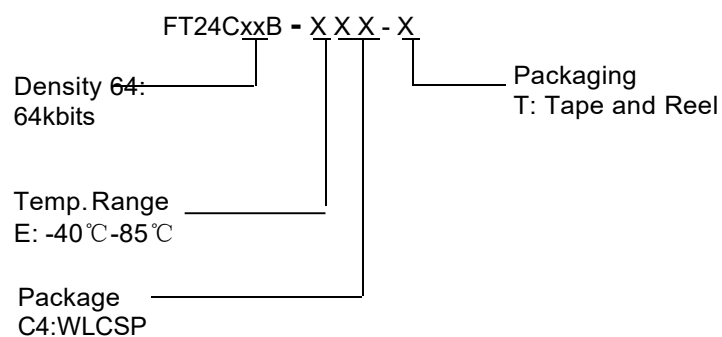 FT24CxxB - X X X - X
Density 64:
64kbits
Packaging
T: Tape and Reel
Temp. Range
E: -40℃-85℃
Package
C4:WLCSP